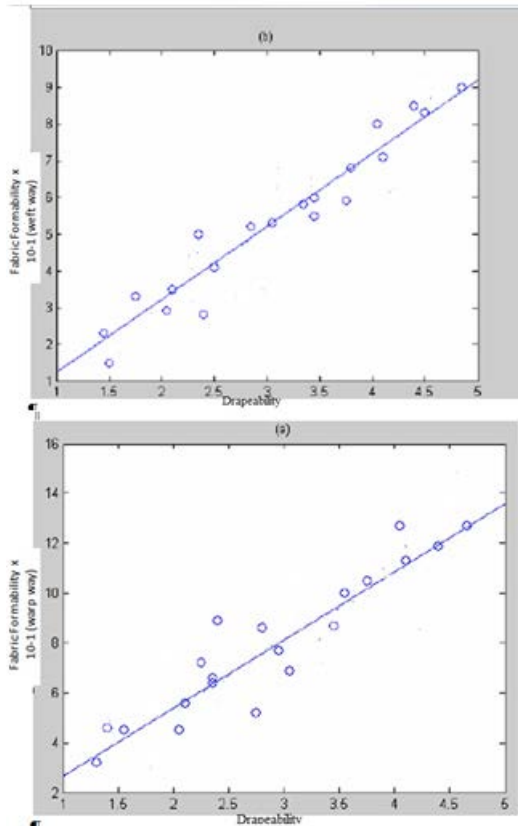 (b)
10
9
8
7
6
5
4
3
2
1
Fabric Formability x
10-1 (weft way)
1 1.5 2 2.5 3 3.5 4 4.5 5
Drapeability
¶
(a)
16
14
12
10
8
6
4
2
Fabric Formability x
10-1 (warp way)
1 1.5 2 2.5 3 3.5 4 4.5 5
Drapeability
¶